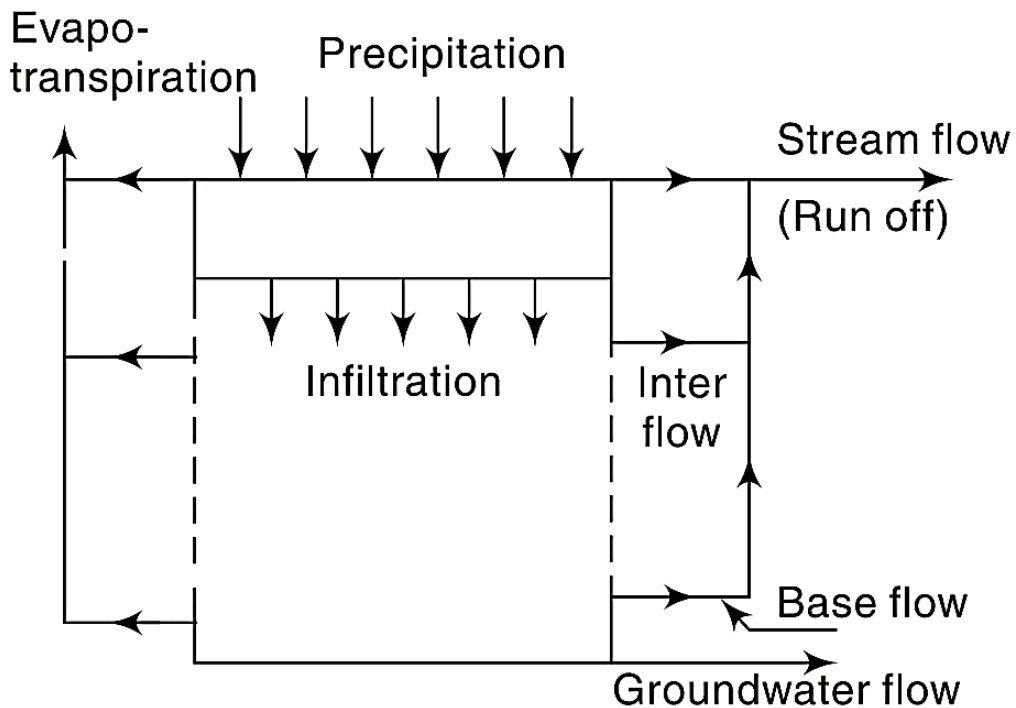 Evapo-
transpiration
Precipitation
Stream flow
(Run off)
Infiltration
Inter
flow
Base flow
Groundwater flow